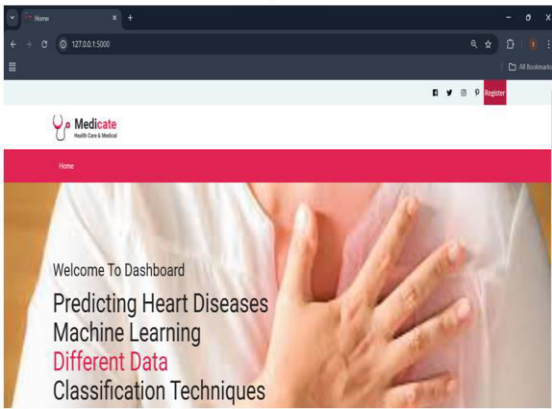 Home
127.0.0.1:5000
All Bookmarks
Register
Medicate
Health Care & Medical
Home
Welcome To Dashboard
Predicting Heart Diseases
Machine Learning
Different Data
Classification Techniques